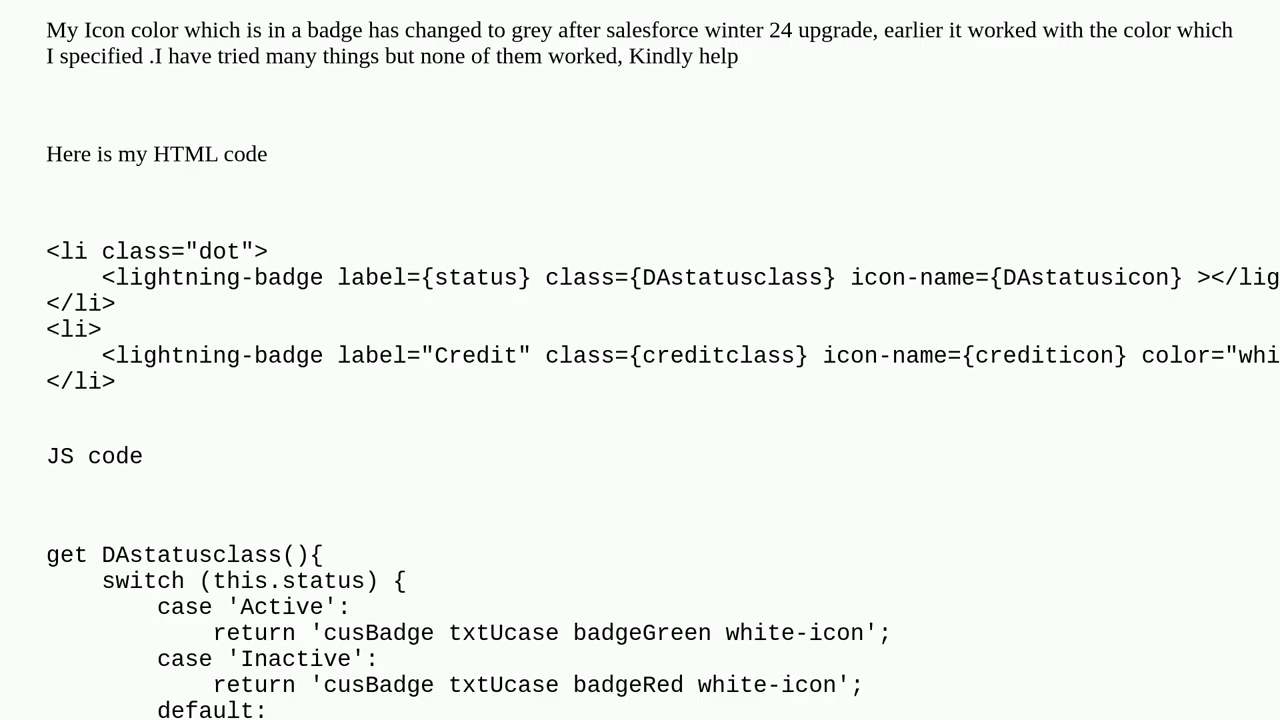 My Icon color which is in a badge has changed to grey after salesforce winter 24 upgrade, earlier it worked with the color which
I specified .I have tried many things but none of them worked, Kindly help
Here is my HTML code
<li class="dot">
    <lightning-badge label={status} class={DAstatusclass} icon-name={DAstatusicon} ></lig
</li>
<li>
    <lightning-badge label="Credit" class={creditclass} icon-name={crediticon} color="whi
</li>
JS code
get DAstatusclass(){
    switch (this.status) {
        case 'Active':
            return 'cusBadge txtUcase badgeGreen white-icon';
        case 'Inactive':
            return 'cusBadge txtUcase badgeRed white-icon';
        default: